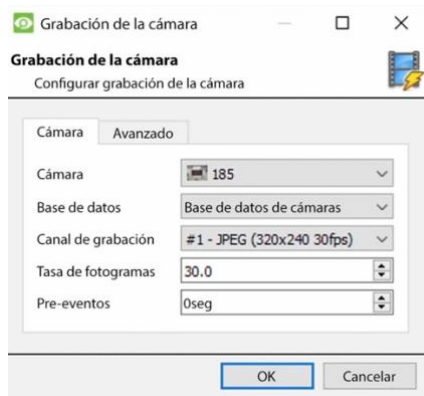 Grabación de la cámara
Grabación de la cámara
Configurar grabación de la cámara
Cámara Avanzado
Cámara 185
Base de datos Base de datos de cámaras
Canal de grabación #1 - JPEG (320x240 30fps)
Tasa de fotogramas 30.0
Pre-eventos 0seg
OK Cancelar